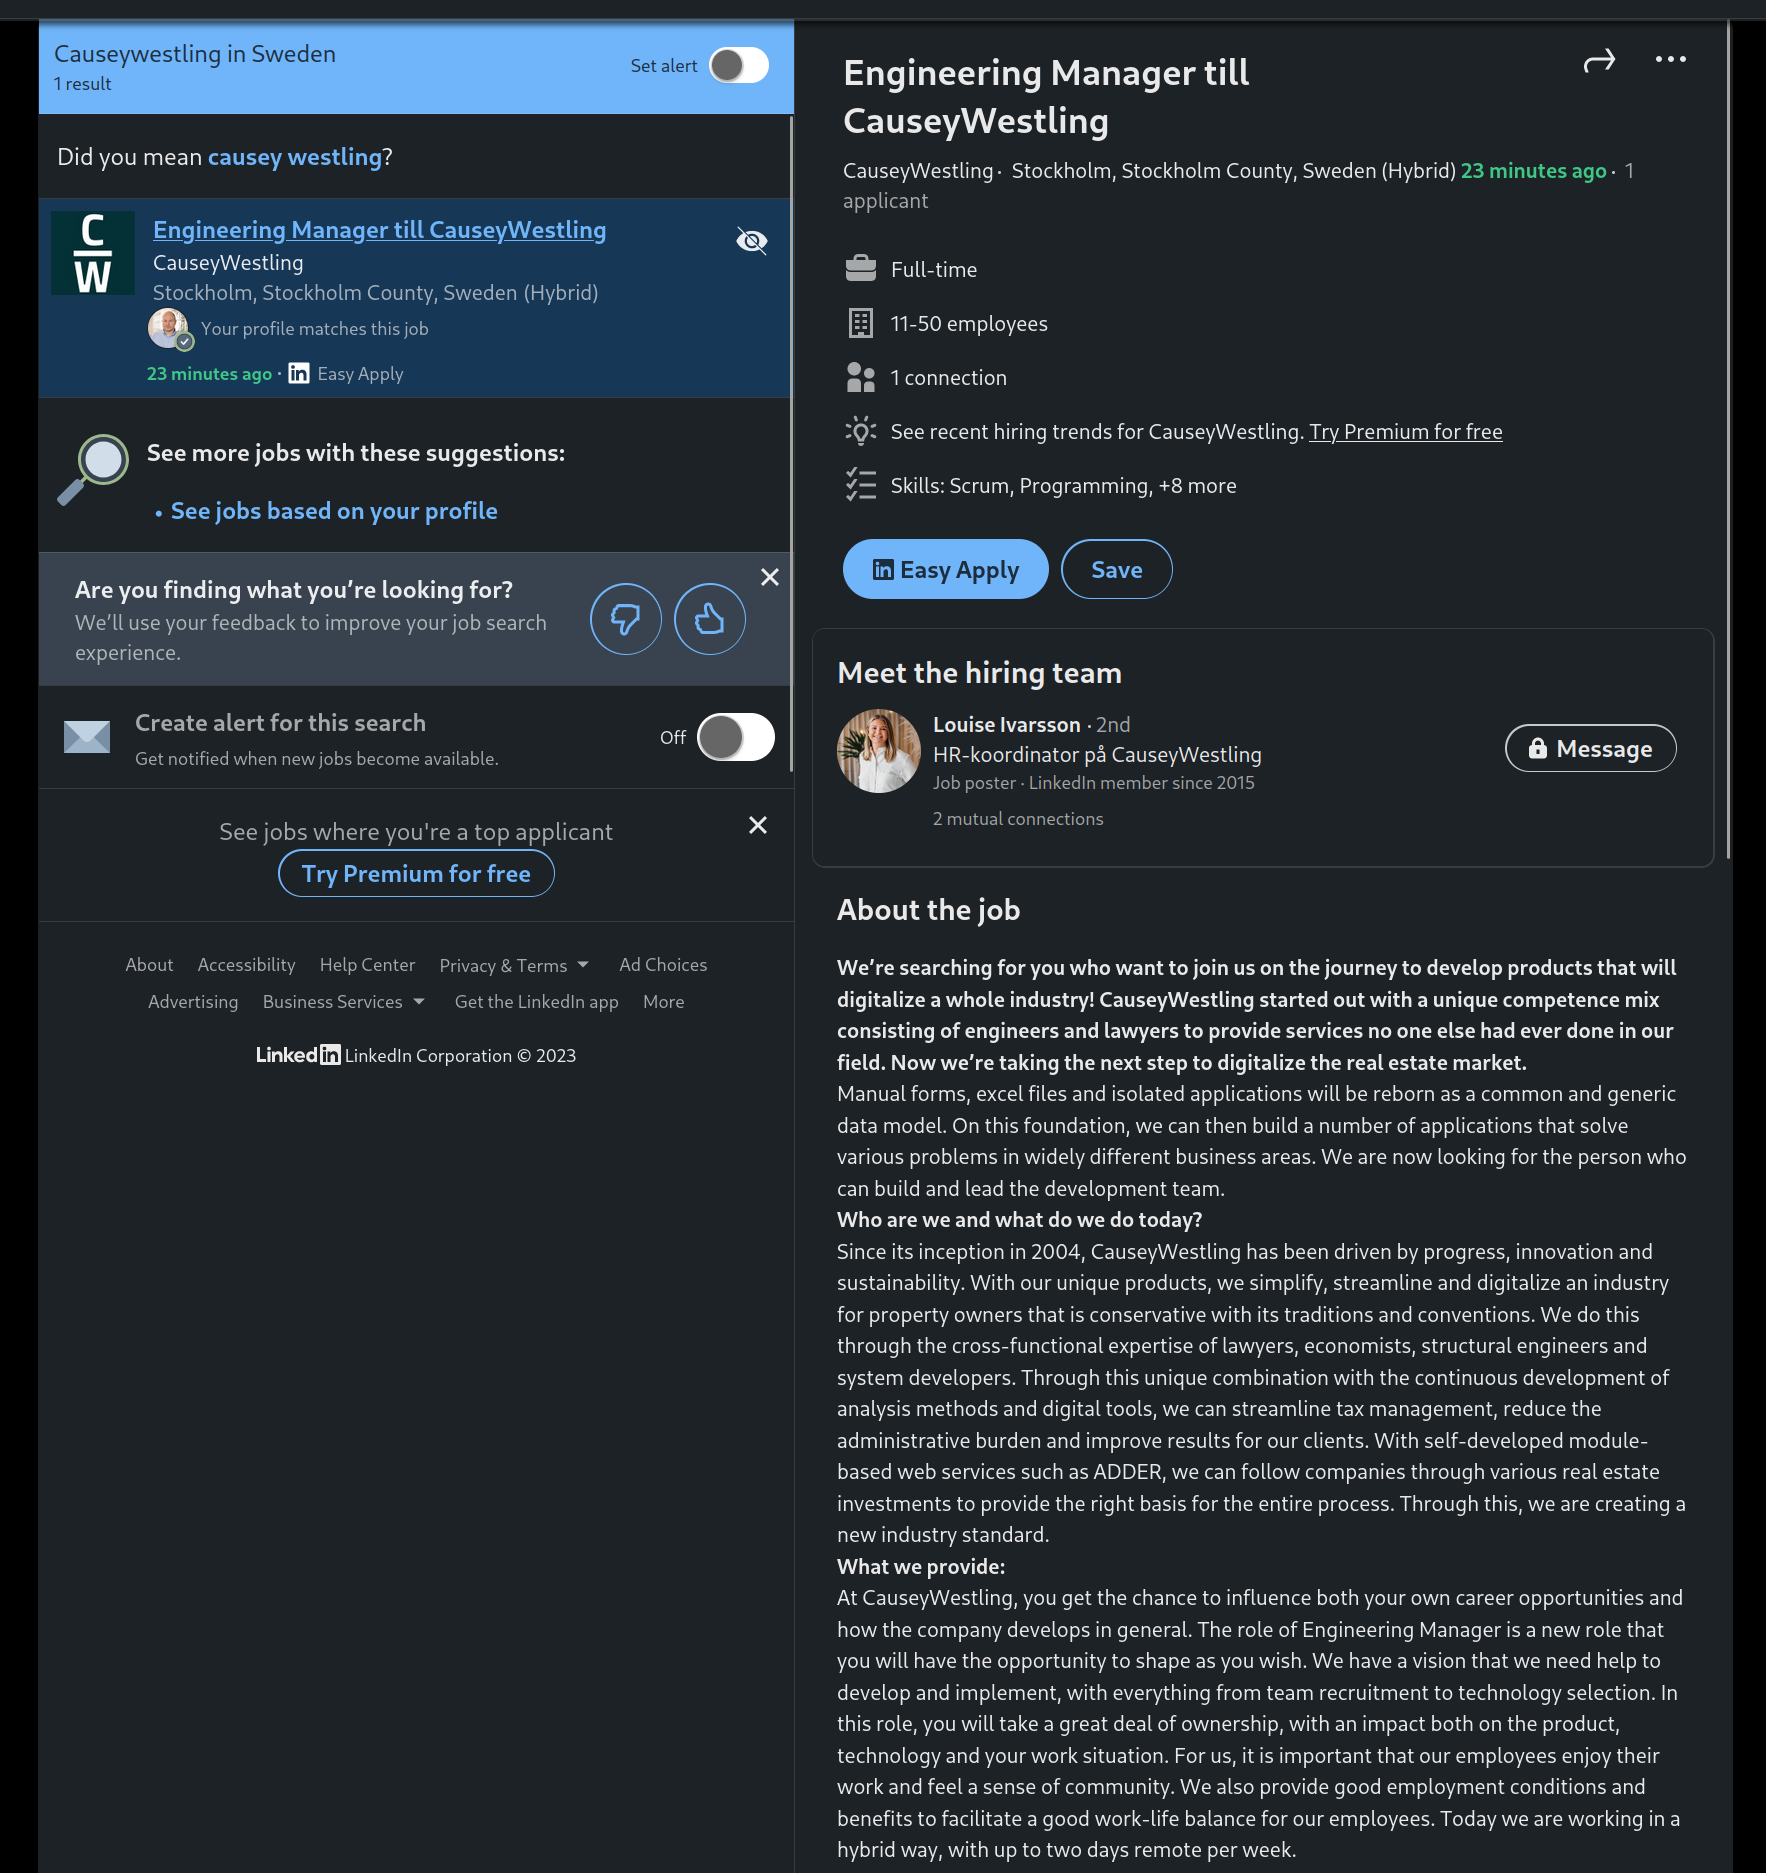 Causeywestling in Sweden
1 result
Set alert
Did you mean causey westling?
C
W
Engineering Manager till CauseyWestling
CauseyWestling
Stockholm, Stockholm County, Sweden (Hybrid)
Your profile matches this job
23 minutes ago · in Easy Apply
See more jobs with these suggestions:
• See jobs based on your profile
Are you finding what you’re looking for?
We’ll use your feedback to improve your job search
experience.
Create alert for this search
Get notified when new jobs become available.
Off
See jobs where you're a top applicant
Try Premium for free
About Accessibility Help Center Privacy & Terms Ad Choices
Advertising Business Services Get the LinkedIn app More
LinkedIn LinkedIn Corporation © 2023
Engineering Manager till
CauseyWestling
CauseyWestling · Stockholm, Stockholm County, Sweden (Hybrid) 23 minutes ago · 1
applicant
Full-time
11-50 employees
1 connection
See recent hiring trends for CauseyWestling. Try Premium for free
Skills: Scrum, Programming, +8 more
in Easy Apply
Save
Meet the hiring team
Louise Ivarsson · 2nd
HR-koordinator på CauseyWestling
Job poster · LinkedIn member since 2015
2 mutual connections
Message
About the job
We’re searching for you who want to join us on the journey to develop products that will
digitalize a whole industry! CauseyWestling started out with a unique competence mix
consisting of engineers and lawyers to provide services no one else had ever done in our
field. Now we’re taking the next step to digitalize the real estate market.
Manual forms, excel files and isolated applications will be reborn as a common and generic
data model. On this foundation, we can then build a number of applications that solve
various problems in widely different business areas. We are now looking for the person who
can build and lead the development team.
Who are we and what do we do today?
Since its inception in 2004, CauseyWestling has been driven by progress, innovation and
sustainability. With our unique products, we simplify, streamline and digitalize an industry
for property owners that is conservative with its traditions and conventions. We do this
through the cross-functional expertise of lawyers, economists, structural engineers and
system developers. Through this unique combination with the continuous development of
analysis methods and digital tools, we can streamline tax management, reduce the
administrative burden and improve results for our clients. With self-developed module-
based web services such as ADDER, we can follow companies through various real estate
investments to provide the right basis for the entire process. Through this, we are creating a
new industry standard.
What we provide:
At CauseyWestling, you get the chance to influence both your own career opportunities and
how the company develops in general. The role of Engineering Manager is a new role that
you will have the opportunity to shape as you wish. We have a vision that we need help to
develop and implement, with everything from team recruitment to technology selection. In
this role, you will take a great deal of ownership, with an impact both on the product,
technology and your work situation. For us, it is important that our employees enjoy their
work and feel a sense of community. We also provide good employment conditions and
benefits to facilitate a good work-life balance for our employees. Today we are working in a
hybrid way, with up to two days remote per week.